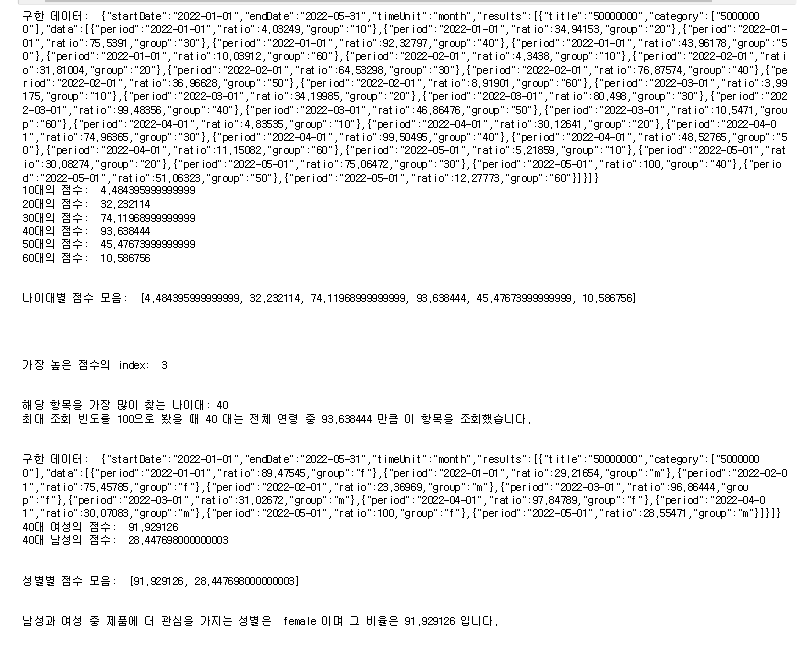 구한 데이터:  {"startDate":"2022-01-01","endDate":"2022-05-31","timeUnit":"month","results":[{"title":"50000000","category":["5000000
0"],"data":[{"period":"2022-01-01","ratio":4.03249,"group":"10"},{"period":"2022-01-01","ratio":34.94153,"group":"20"},{"period":"2022-01-
01","ratio":75.5391,"group":"30"},{"period":"2022-01-01","ratio":92.32797,"group":"40"},{"period":"2022-01-01","ratio":43.96178,"group":"5
0"},{"period":"2022-01-01","ratio":10.03912,"group":"60"},{"period":"2022-02-01","ratio":4.3438,"group":"10"},{"period":"2022-02-01","rati
o":31.81004,"group":"20"},{"period":"2022-02-01","ratio":64.53298,"group":"30"},{"period":"2022-02-01","ratio":76.87574,"group":"40"},{"pe
riod":"2022-02-01","ratio":36.96628,"group":"50"},{"period":"2022-02-01","ratio":8.91901,"group":"60"},{"period":"2022-03-01","ratio":3.99
175,"group":"10"},{"period":"2022-03-01","ratio":34.19985,"group":"20"},{"period":"2022-03-01","ratio":80.498,"group":"30"},{"period":"202
2-03-01","ratio":99.48356,"group":"40"},{"period":"2022-03-01","ratio":46.86476,"group":"50"},{"period":"2022-03-01","ratio":10.5471,"grou
p":"60"},{"period":"2022-04-01","ratio":4.83535,"group":"10"},{"period":"2022-04-01","ratio":30.12641,"group":"20"},{"period":"2022-04-0
1","ratio":74.96365,"group":"30"},{"period":"2022-04-01","ratio":99.50495,"group":"40"},{"period":"2022-04-01","ratio":48.52765,"group":"5
0"},{"period":"2022-04-01","ratio":11.15082,"group":"60"},{"period":"2022-05-01","ratio":5.21859,"group":"10"},{"period":"2022-05-01","rat
io":30.08274,"group":"20"},{"period":"2022-05-01","ratio":75.06472,"group":"30"},{"period":"2022-05-01","ratio":100,"group":"40"},{"perio
d":"2022-05-01","ratio":51.06323,"group":"50"},{"period":"2022-05-01","ratio":12.27773,"group":"60"}]}]}
10대의 점수:  4.484395999999999
20대의 점수:  32.232114
30대의 점수:  74.11968999999999
40대의 점수:  93.638444
50대의 점수:  45.47673999999999
60대의 점수:  10.586756
나이대별 점수 모음:  [4.484395999999999, 32.232114, 74.11968999999999, 93.638444, 45.47673999999999, 10.586756]
가장 높은 점수의 index:  3
해당 항목을 가장 많이 찾는 나이대: 40
최대 조회 빈도를 100으로 봤을 때 40 대는 전체 연령 중 93.638444 만큼 이 항목을 조회했습니다.
구한 데이터:  {"startDate":"2022-01-01","endDate":"2022-05-31","timeUnit":"month","results":[{"title":"50000000","category":["5000000
0"],"data":[{"period":"2022-01-01","ratio":89.47545,"group":"f"},{"period":"2022-01-01","ratio":29.21654,"group":"m"},{"period":"2022-02-0
1","ratio":75.45785,"group":"f"},{"period":"2022-02-01","ratio":23.36969,"group":"m"},{"period":"2022-03-01","ratio":96.86444,"grou
p":"f"},{"period":"2022-03-01","ratio":31.02672,"group":"m"},{"period":"2022-04-01","ratio":97.84789,"group":"f"},{"period":"2022-04-0
1","ratio":30.07083,"group":"m"},{"period":"2022-05-01","ratio":100,"group":"f"},{"period":"2022-05-01","ratio":28.55471,"group":"m"}]}]}
40대 여성의 점수:  91.929126
40대 남성의 점수:  28.447698000000003
성별별 점수 모음:  [91.929126, 28.447698000000003]
남성과 여성 중 제품에 더 관심을 가지는 성별은  female 이며 그 비율은 91.929126 입니다.